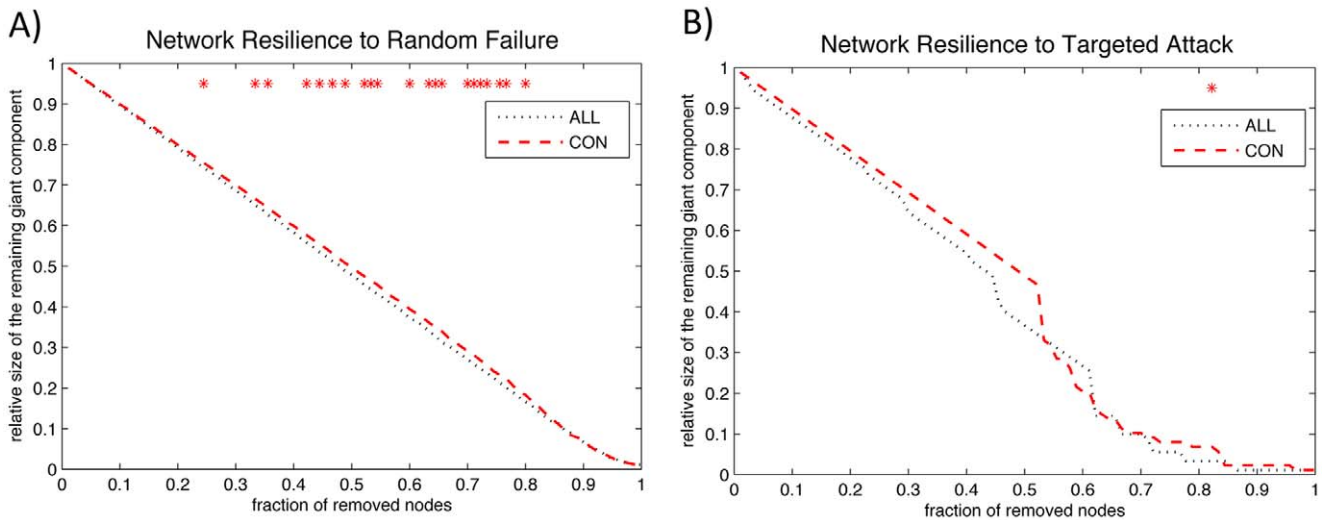 A)
Network Resilience to Random Failure
1
0.9
0.8
0.7
0.6
0.5
0.4
0.3
0.2
0.1
0
relative size of the remaining giant component
ALL
CON
0 0.1 0.2 0.3 0.4 0.5 0.6 0.7 0.8 0.9 1
fraction of removed nodes
B)
Network Resilience to Targeted Attack
1
0.9
0.8
0.7
0.6
0.5
0.4
0.3
0.2
0.1
0
relative size of the remaining giant component
ALL
CON
0 0.1 0.2 0.3 0.4 0.5 0.6 0.7 0.8 0.9 1
fraction of removed nodes